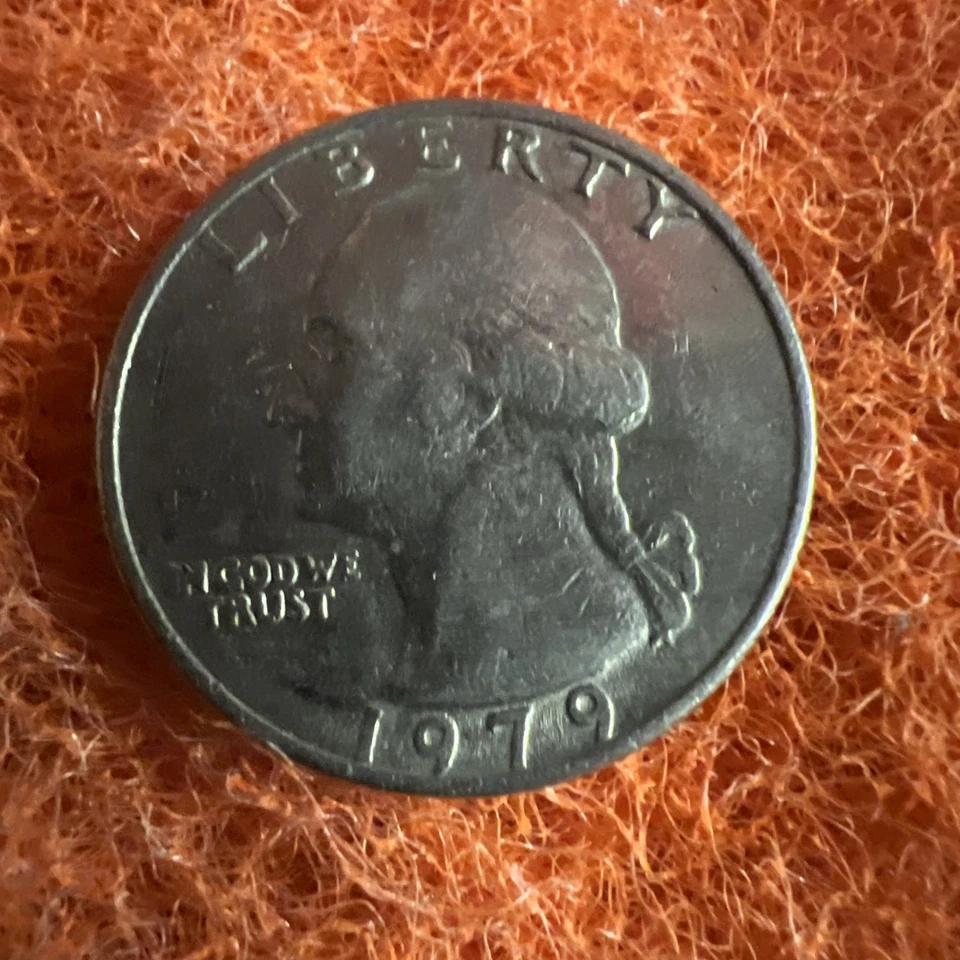 LIBERTY
IN GOD WE
TRUST
1979